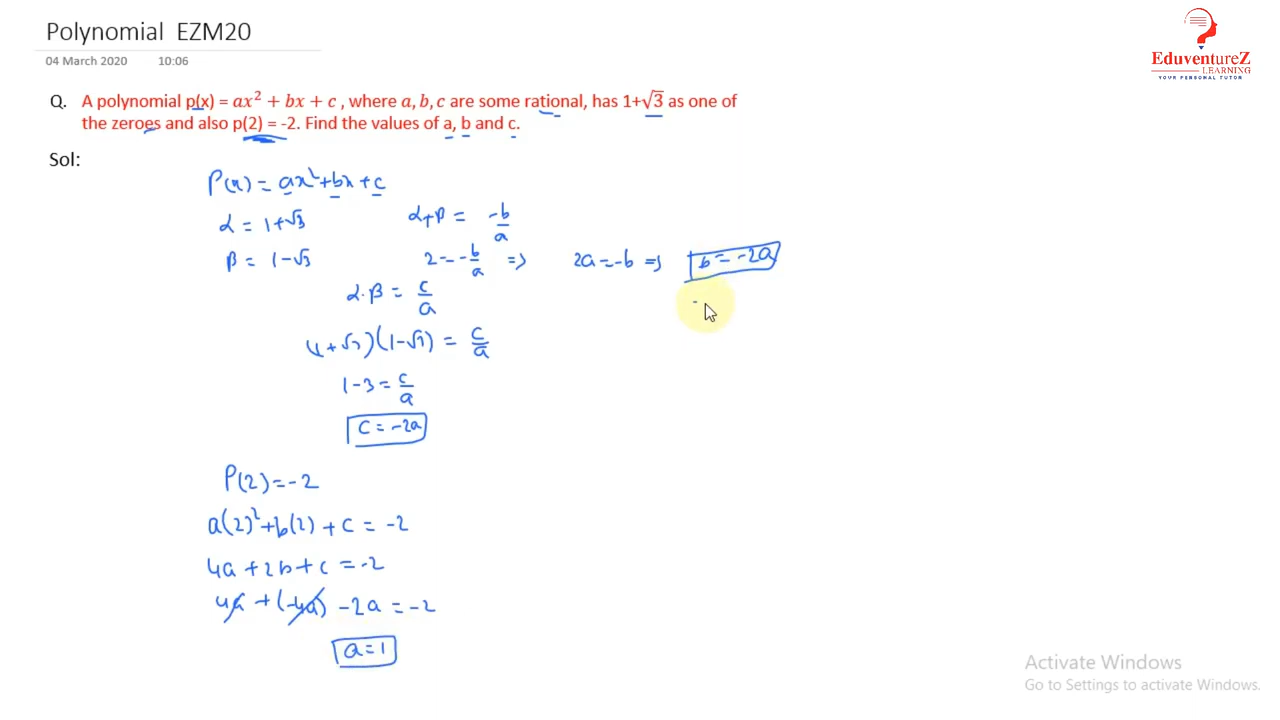 Polynomial EZM20
04 March 2020 10:06
EduventureZ
LEARNING
YOUR PERSONAL TUTOR
Q. A polynomial p(x) = ax² + bx + c , where a, b, c are some rational, has 1+√3 as one of
the zeroes and also p(2) = -2. Find the values of a, b and c.
Sol:
P(x) = ax²+bx+c
α = 1+√3 α+β = -b/a
β = 1-√3 2 = -b/a => 2a=-b => b=-2a
α·β = c/a
(1+√3)(1-√3) = c/a
1-3 = c/a
C = -2a
P(2) = -2
a(2)²+b(2)+c = -2
4a+2b+c = -2
4a+(-4a)-2a = -2
a=1
Activate Windows
Go to Settings to activate Windows.